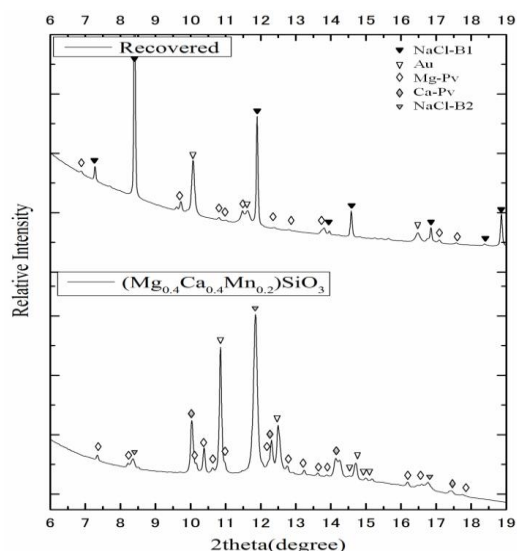 6 7 8 9 10 11 12 13 14 15 16 17 18 19
Recovered
NaCl-B1
Au
Mg-Pv
Ca-Pv
NaCl-B2
Relative Intensity
(Mg0.4Ca0.4Mn0.2)SiO3
6 7 8 9 10 11 12 13 14 15 16 17 18 19
2theta(degree)